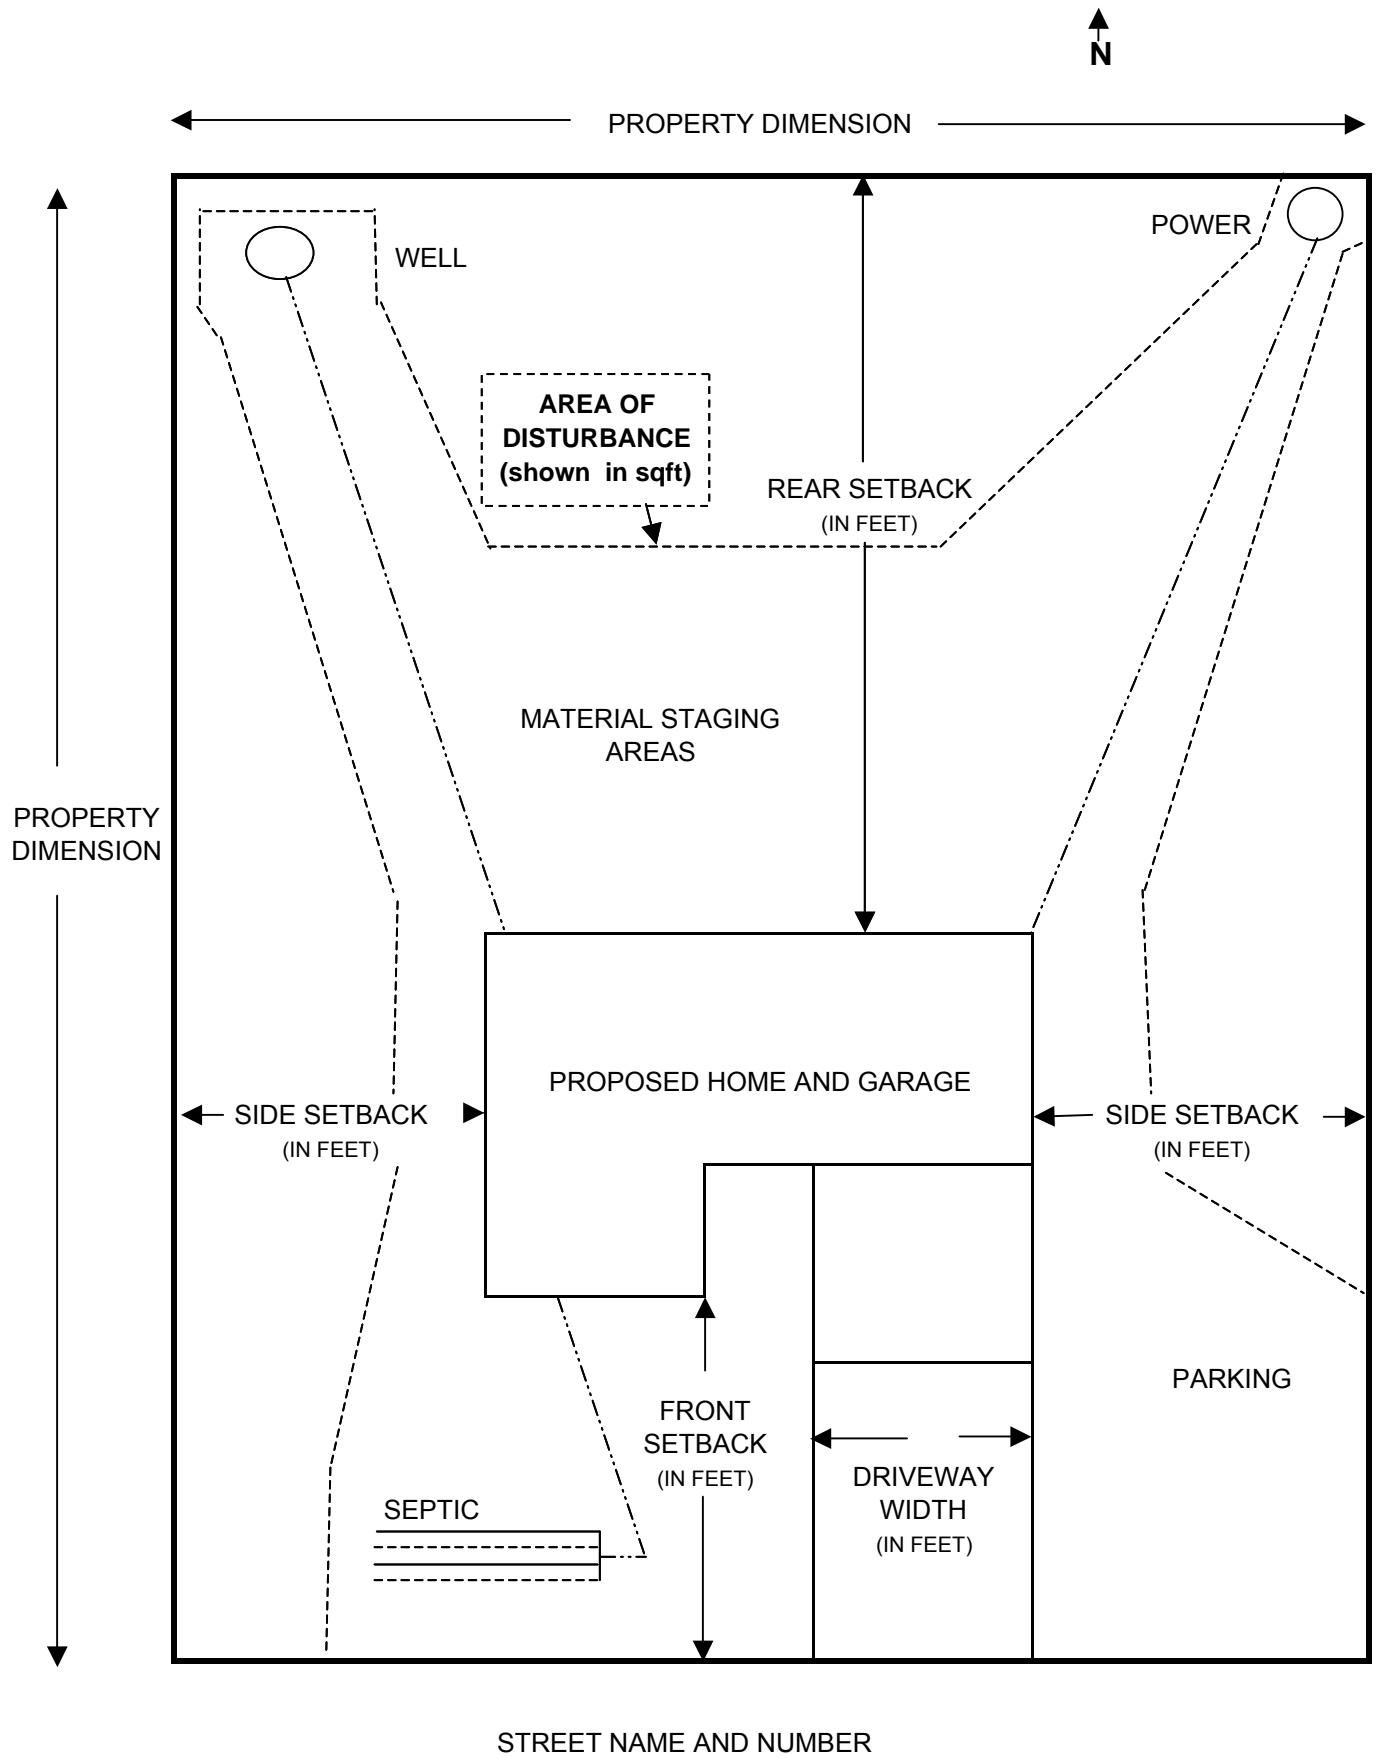 N
PROPERTY DIMENSION
POWER
WELL
AREA OF
DISTURBANCE
(shown in sqft)
REAR SETBACK
(IN FEET)
MATERIAL STAGING
AREAS
PROPERTY
DIMENSION
PROPOSED HOME AND GARAGE
SIDE SETBACK
(IN FEET)
SIDE SETBACK
(IN FEET)
PARKING
FRONT
SETBACK
(IN FEET)
DRIVEWAY
WIDTH
(IN FEET)
SEPTIC
STREET NAME AND NUMBER